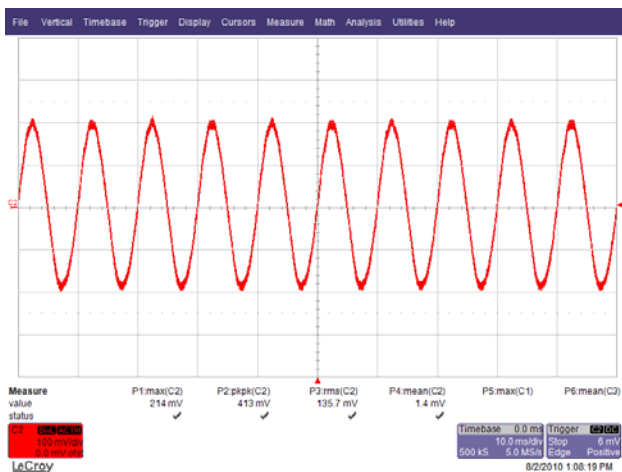 File Vertical Timebase Trigger Display Cursors Measure Math Analysis Utilities Help
C2
Measure P1:max(C2) P2:pkpk(C2) P3:rms(C2) P4:mean(C2) P5:max(C1) P6:mean(C3)
value 214 mV 413 mV 135.7 mV 1.4 mV
status
C2
100 mV/div
0.0 mV ofst
Timebase 0.0 ms
10.0 ms/div
500 kS 5.0 MS/s
Trigger C2 DC
Stop 6 mV
Edge Positive
LeCroy
8/2/2010 1:08:19 PM